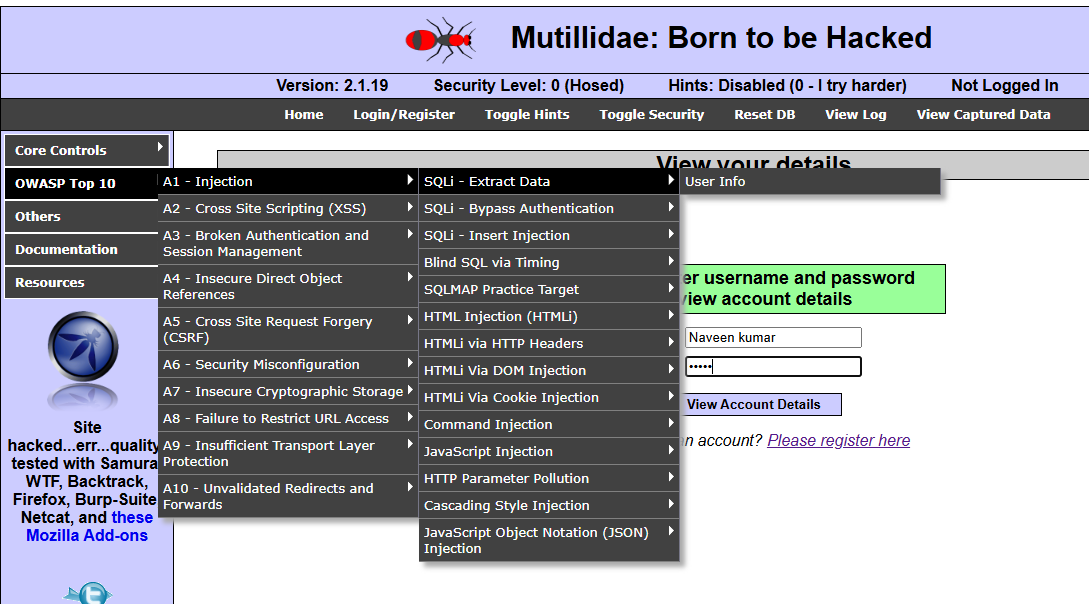 Mutillidae: Born to be Hacked
Version: 2.1.19 Security Level: 0 (Hosed) Hints: Disabled (0 - I try harder) Not Logged In
Home Login/Register Toggle Hints Toggle Security Reset DB View Log View Captured Data
Core Controls
OWASP Top 10
Others
Documentation
Resources
Site
hacked...err...quality
tested with Samurai
WTF, Backtrack,
Firefox, Burp-Suite,
Netcat, and these
Mozilla Add-ons
A1 - Injection
A2 - Cross Site Scripting (XSS)
A3 - Broken Authentication and
Session Management
A4 - Insecure Direct Object
References
A5 - Cross Site Request Forgery
(CSRF)
A6 - Security Misconfiguration
A7 - Insecure Cryptographic Storage
A8 - Failure to Restrict URL Access
A9 - Insufficient Transport Layer
Protection
A10 - Unvalidated Redirects and
Forwards
SQLi - Extract Data
SQLi - Bypass Authentication
SQLi - Insert Injection
Blind SQL via Timing
SQLMAP Practice Target
HTML Injection (HTMLi)
HTMLi via HTTP Headers
HTMLi Via DOM Injection
HTMLi Via Cookie Injection
Command Injection
JavaScript Injection
HTTP Parameter Pollution
Cascading Style Injection
JavaScript Object Notation (JSON)
Injection
User Info
View your details
username and password
view account details
Naveen kumar
•••••
View Account Details
an account? Please register here